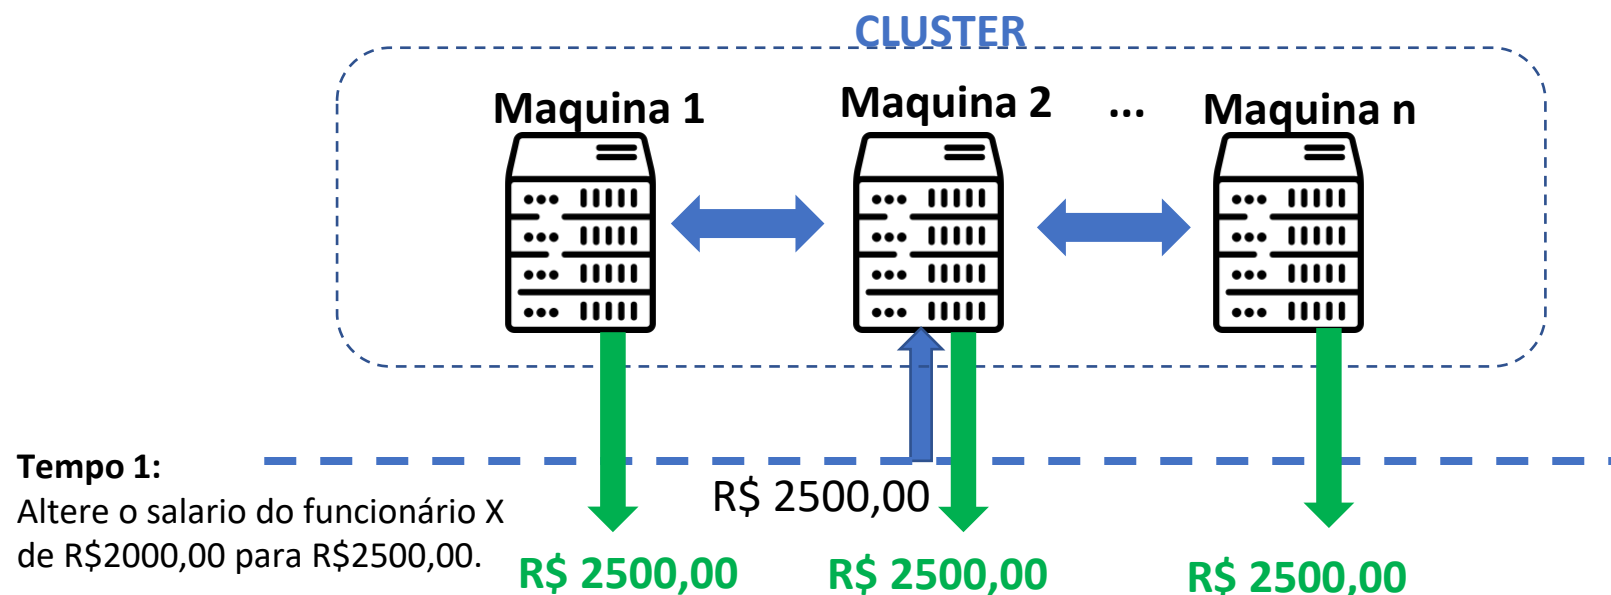 CLUSTER
Maquina 1
Maquina 2
...
Maquina n
Tempo 1:
Altere o salario do funcionário X
de R$2000,00 para R$2500,00.
R$ 2500,00
R$ 2500,00
R$ 2500,00
R$ 2500,00